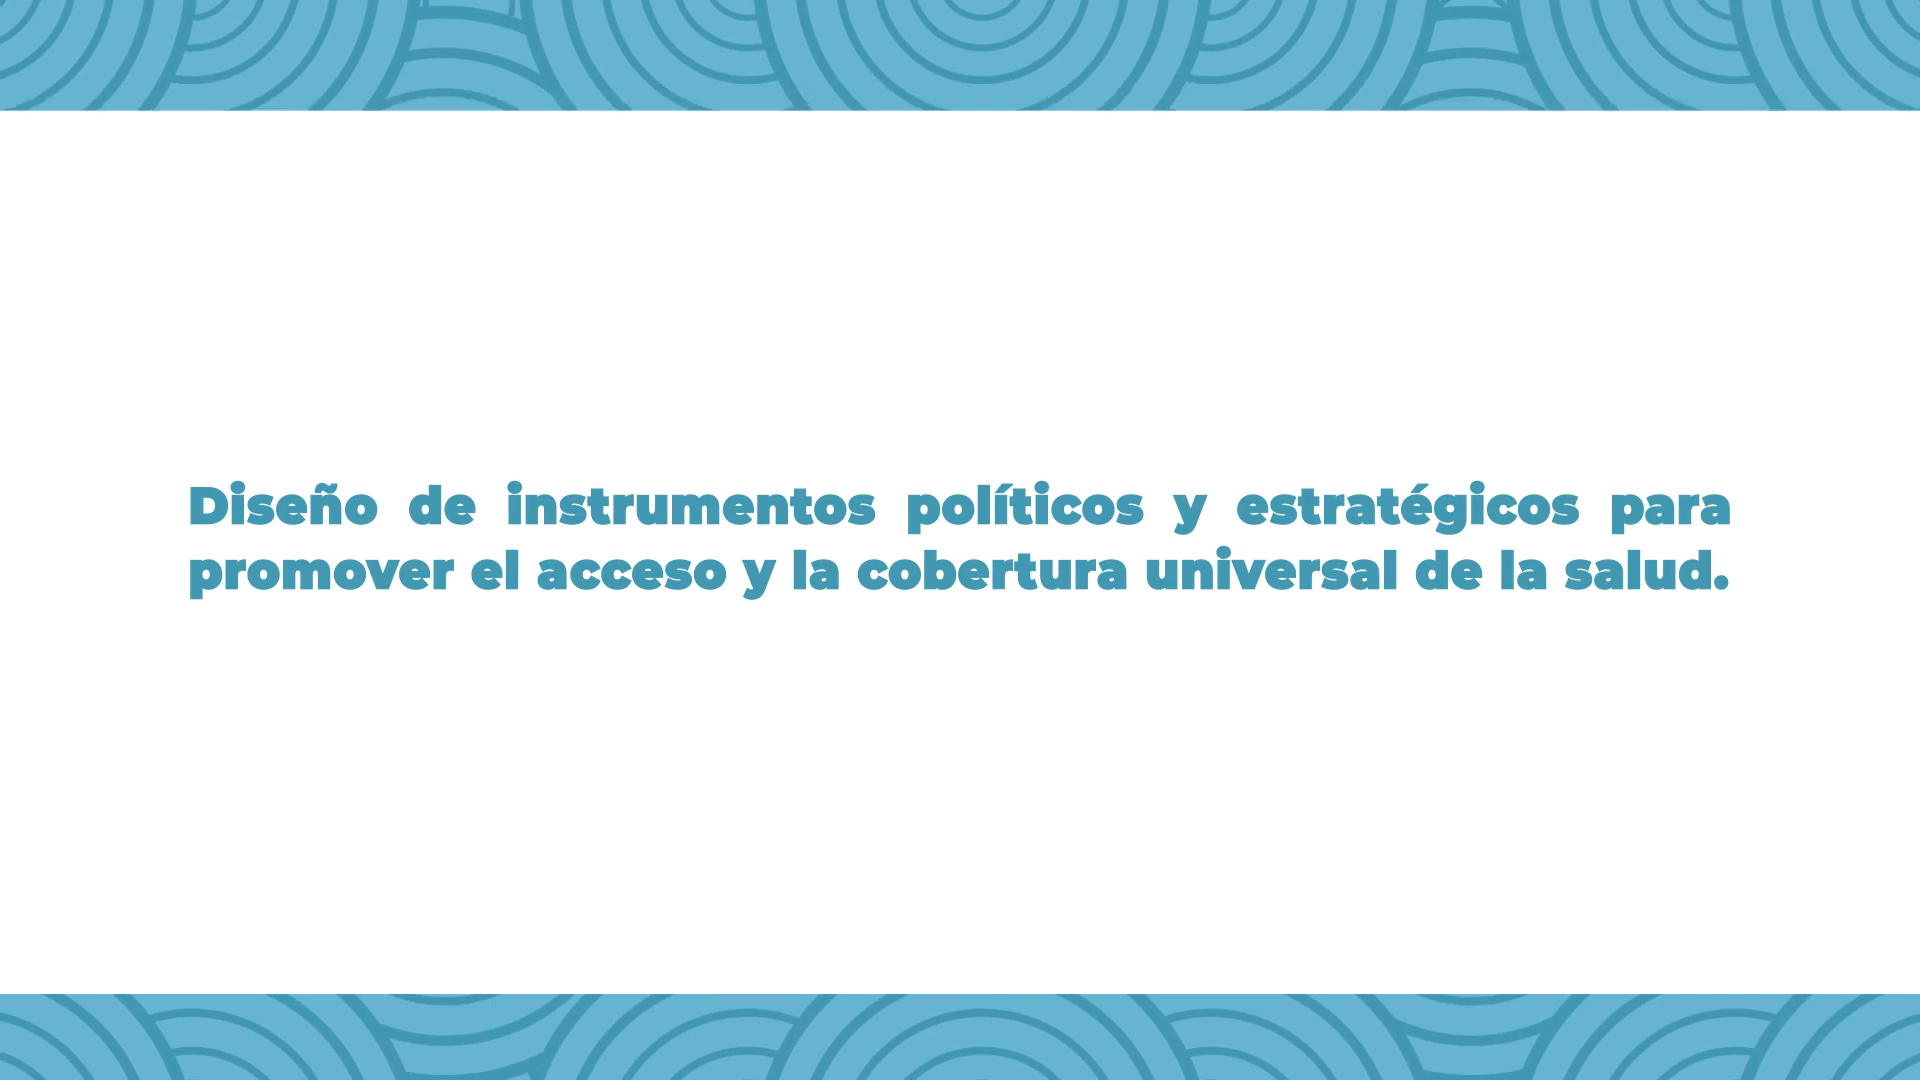 Diseño de instrumentos políticos y estratégicos para
promover el acceso y la cobertura universal de la salud.